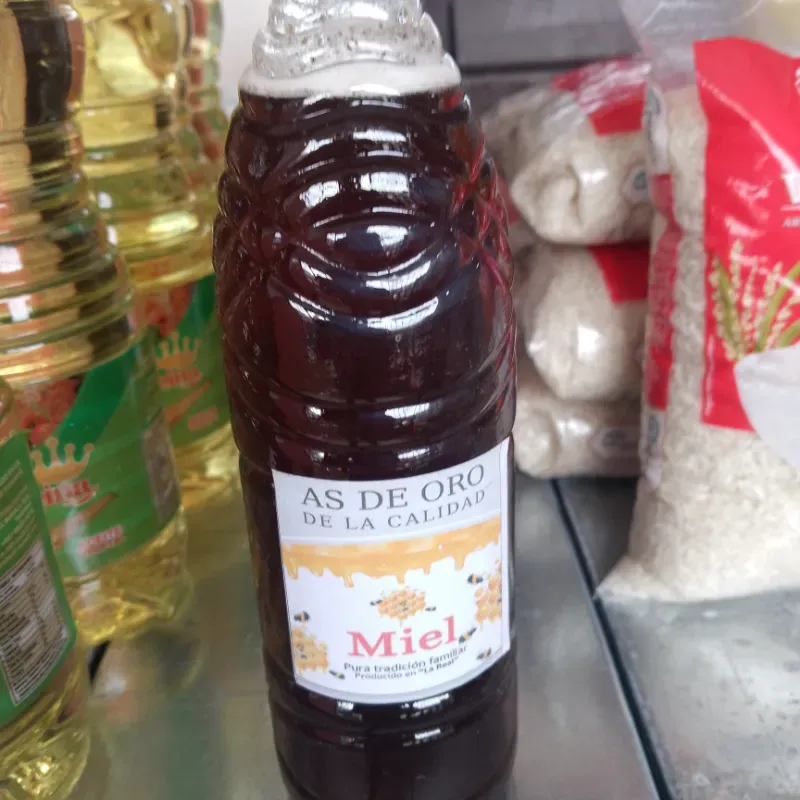 AS DE ORO
DE LA CALIDAD
Miel
Pura tradición familiar
Producido en "La Real"